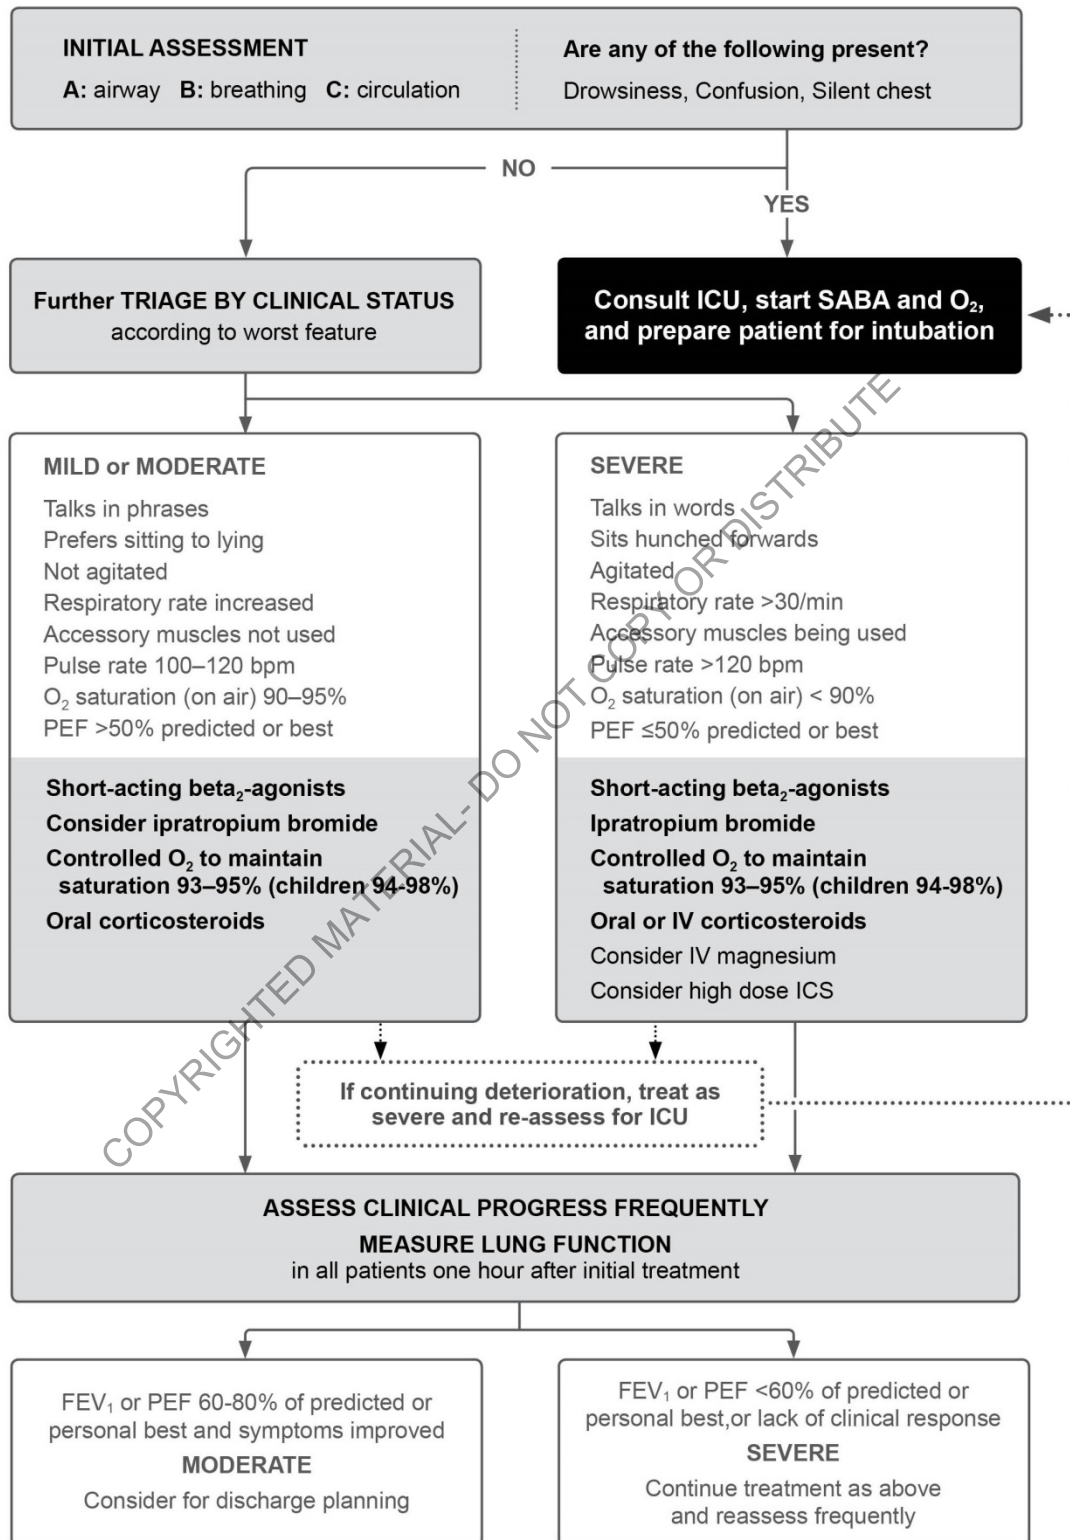 INITIAL ASSESSMENT
A: airway B: breathing C: circulation
Are any of the following present?
Drowsiness, Confusion, Silent chest
NO
YES
Further TRIAGE BY CLINICAL STATUS
according to worst feature
Consult ICU, start SABA and O₂,
and prepare patient for intubation
MILD or MODERATE
Talks in phrases
Prefers sitting to lying
Not agitated
Respiratory rate increased
Accessory muscles not used
Pulse rate 100–120 bpm
O₂ saturation (on air) 90–95%
PEF >50% predicted or best
Short-acting beta₂-agonists
Consider ipratropium bromide
Controlled O₂ to maintain
saturation 93–95% (children 94-98%)
Oral corticosteroids
SEVERE
Talks in words
Sits hunched forwards
Agitated
Respiratory rate >30/min
Accessory muscles being used
Pulse rate >120 bpm
O₂ saturation (on air) < 90%
PEF ≤50% predicted or best
Short-acting beta₂-agonists
Ipratropium bromide
Controlled O₂ to maintain
saturation 93–95% (children 94-98%)
Oral or IV corticosteroids
Consider IV magnesium
Consider high dose ICS
If continuing deterioration, treat as
severe and re-assess for ICU
ASSESS CLINICAL PROGRESS FREQUENTLY
MEASURE LUNG FUNCTION
in all patients one hour after initial treatment
FEV₁ or PEF 60-80% of predicted or
personal best and symptoms improved
MODERATE
Consider for discharge planning
FEV₁ or PEF <60% of predicted or
personal best,or lack of clinical response
SEVERE
Continue treatment as above
and reassess frequently
COPYRIGHTED MATERIAL- DO NOT COPY OR DISTRIBUTE